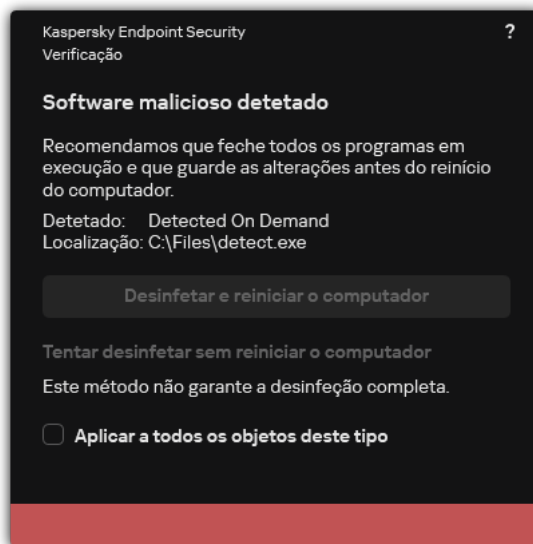 Kaspersky Endpoint Security
?
Verificação
Software malicioso detetado
Recomendamos que feche todos os programas em
execução e que guarde as alterações antes do reinício
do computador.
Detetado: Detected On Demand
Localização: C:\Files\detect.exe
Desinfetar e reiniciar o computador
Tentar desinfetar sem reiniciar o computador
Este método não garante a desinfeção completa.
Aplicar a todos os objetos deste tipo